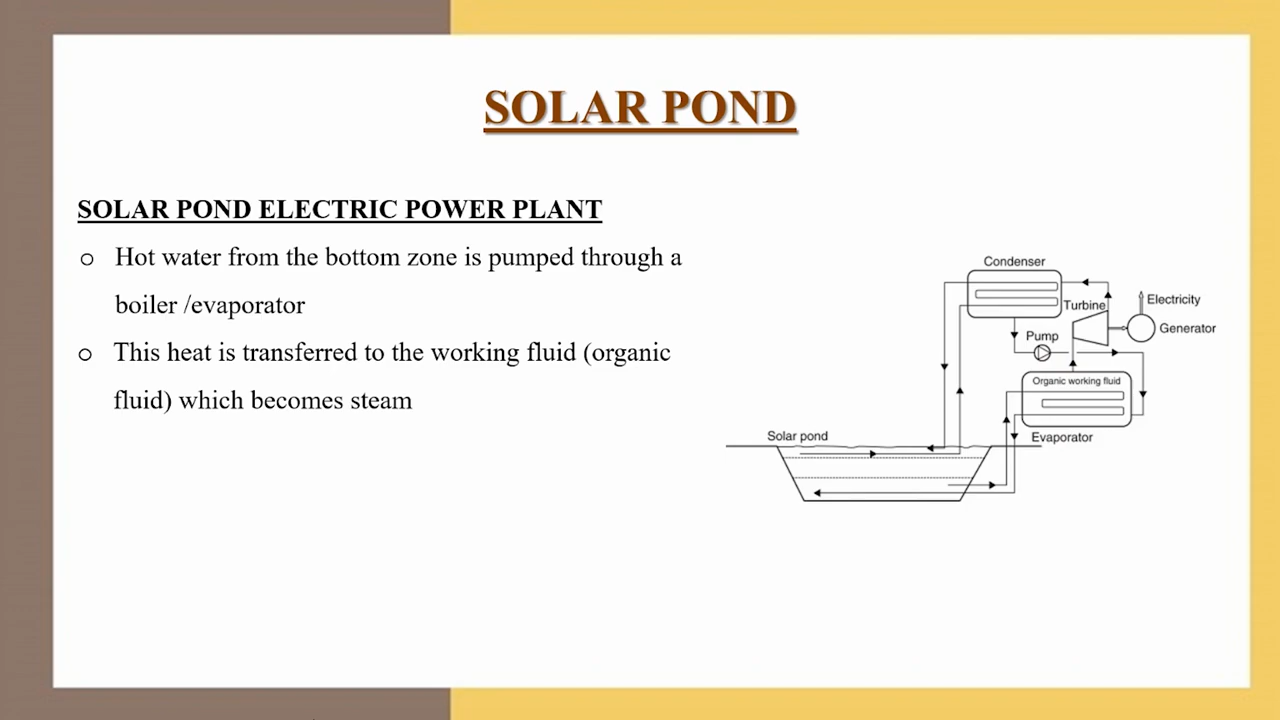 SOLAR POND
SOLAR POND ELECTRIC POWER PLANT
o Hot water from the bottom zone is pumped through a
boiler /evaporator
o This heat is transferred to the working fluid (organic
fluid) which becomes steam
Condenser
Turbine
Electricity
Generator
Pump
Organic working fluid
Evaporator
Solar pond